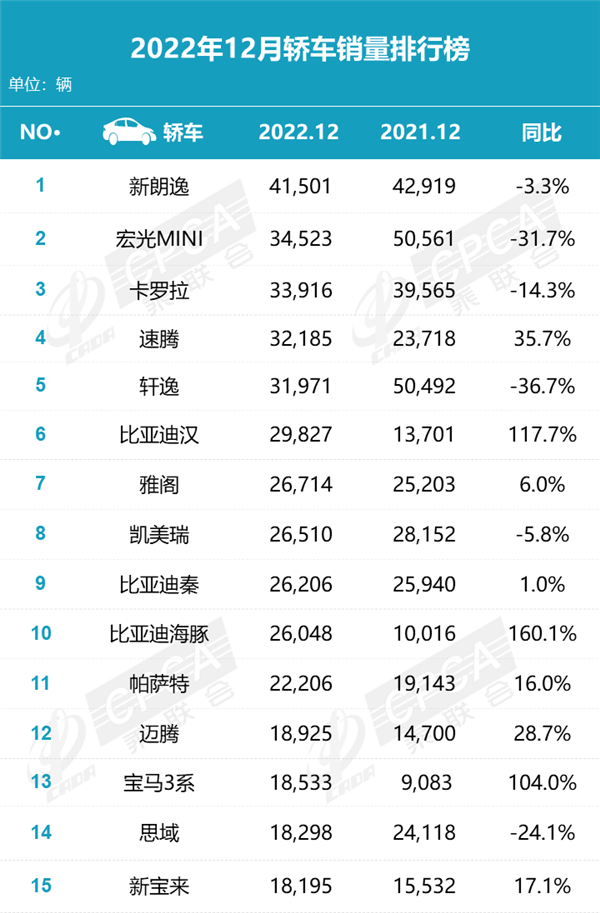 2022年12月轿车销量排行榜
单位：辆
NO• 轿车 2022.12 2021.12 同比
1 新朗逸 41,501 42,919 -3.3%
2 宏光MINI 34,523 50,561 -31.7%
3 卡罗拉 33,916 39,565 -14.3%
4 速腾 32,185 23,718 35.7%
5 轩逸 31,971 50,492 -36.7%
6 比亚迪汉 29,827 13,701 117.7%
7 雅阁 26,714 25,203 6.0%
8 凯美瑞 26,510 28,152 -5.8%
9 比亚迪秦 26,206 25,940 1.0%
10 比亚迪海豚 26,048 10,016 160.1%
11 帕萨特 22,206 19,143 16.0%
12 迈腾 18,925 14,700 28.7%
13 宝马3系 18,533 9,083 104.0%
14 思域 18,298 24,118 -24.1%
15 新宝来 18,195 15,532 17.1%
CADA CPCA 乘联会
CADA CPCA 乘联会
CADA CPCA 乘联会
CADA CPCA 乘联会